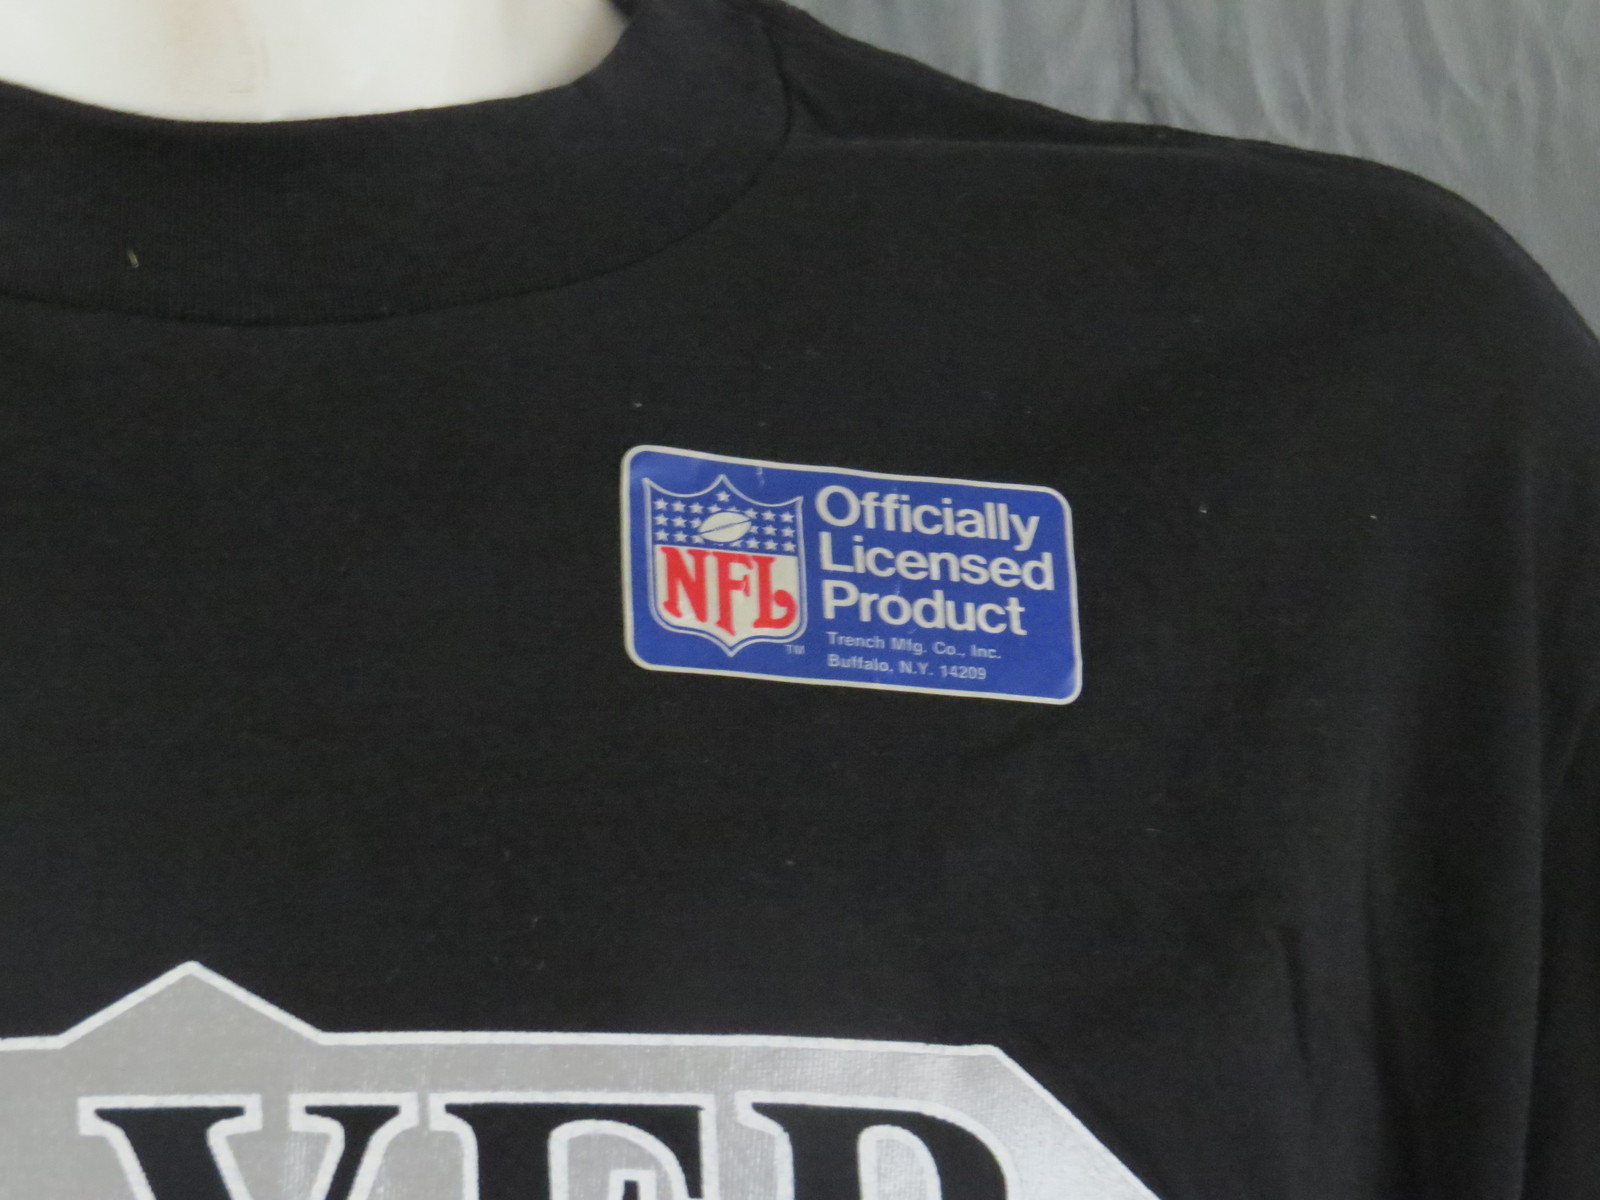 NFL
TM
Officially
Licensed
Product
Trench Mfg. Co., Inc.
Buffalo, N.Y. 14209